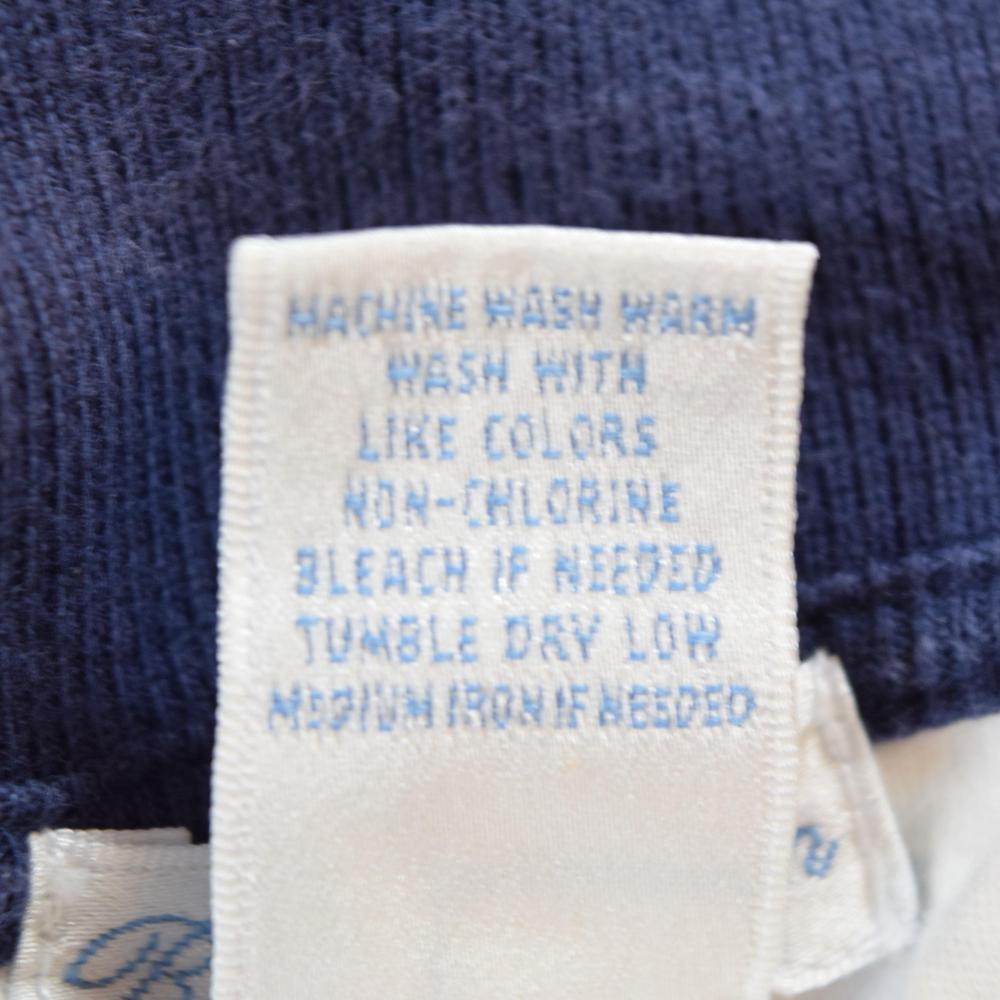 MACHINE WASH WARM
WASH WITH
LIKE COLORS
NON-CHLORINE
BLEACH IF NEEDED
TUMBLE DRY LOW
MEDIUM IRON IF NEEDED